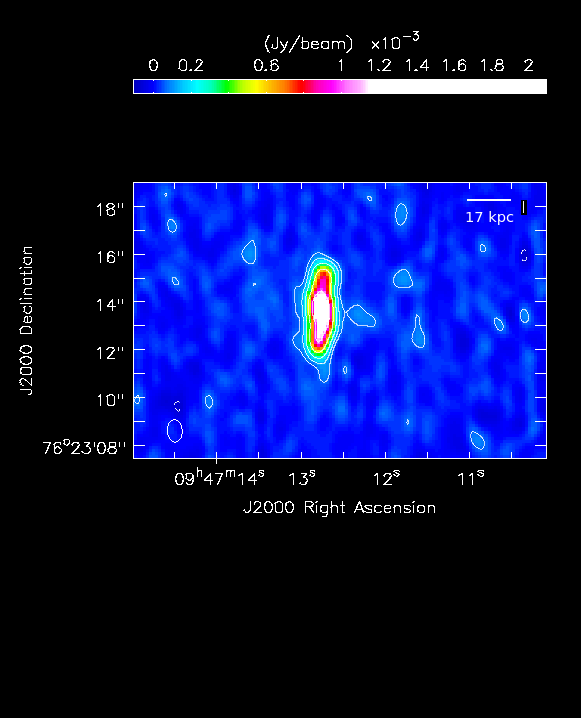 (Jy/beam) ×10⁻³
0 0.2 0.6 1 1.2 1.4 1.6 1.8 2
18"
17 kpc
16"
14"
J2000 Declination
12"
10"
76°23'08"
09ʰ47ᵐ14ˢ 13ˢ 12ˢ 11ˢ
J2000 Right Ascension